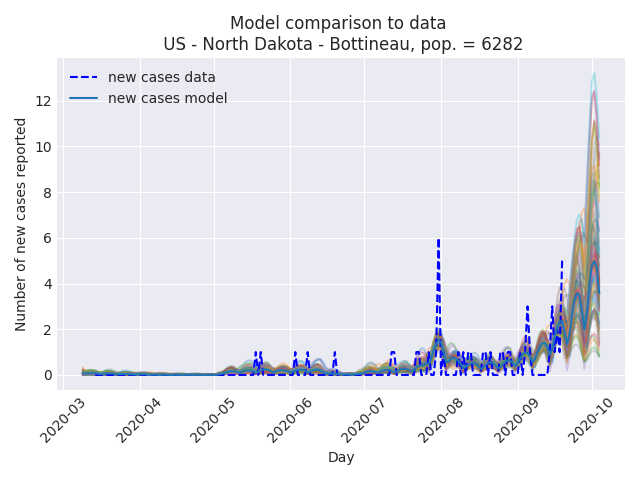 Model comparison to data
US - North Dakota - Bottineau, pop. = 6282
new cases data
new cases model
Number of new cases reported
12
10
8
6
4
2
0
2020-03
2020-04
2020-05
2020-06
2020-07
2020-08
2020-09
2020-10
Day